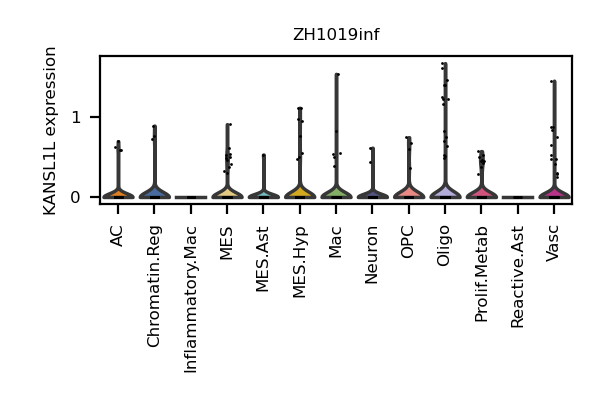 ZH1019inf
KANSL1L expression
1
0
AC
Chromatin.Reg
Inflammatory.Mac
MES
MES.Ast
MES.Hyp
Mac
Neuron
OPC
Oligo
Prolif.Metab
Reactive.Ast
Vasc